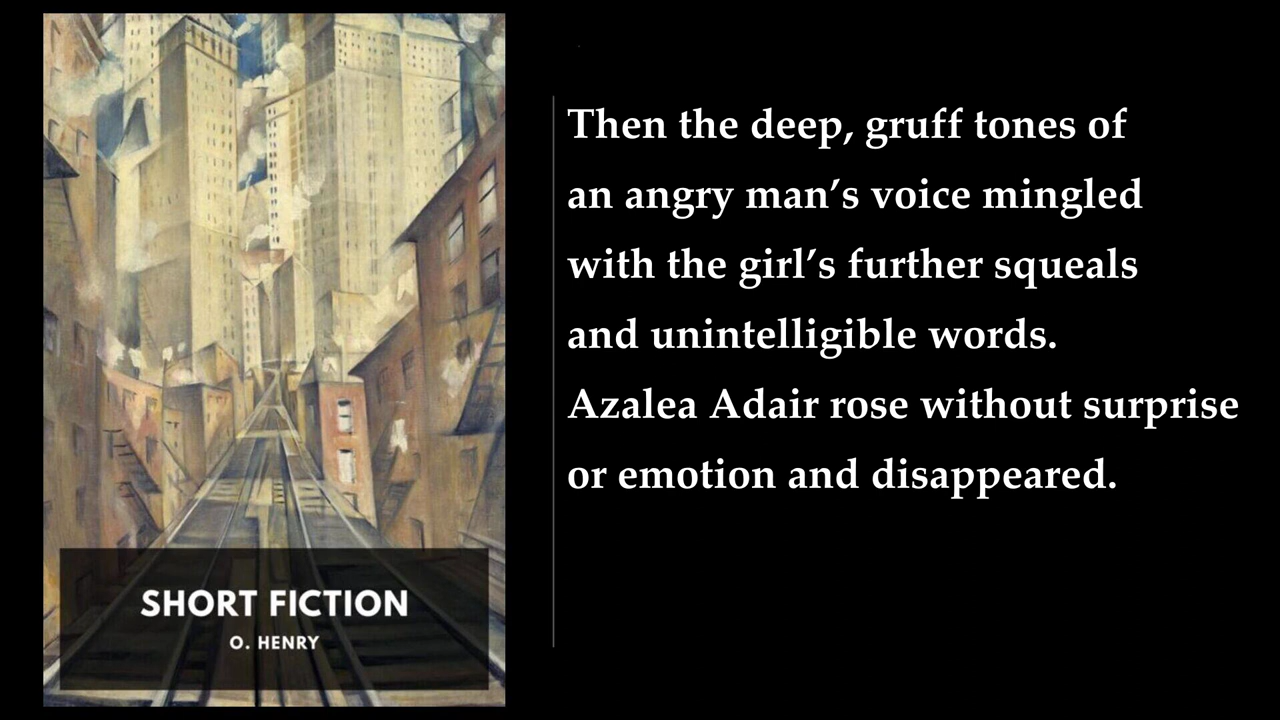 Then the deep, gruff tones of
an angry man’s voice mingled
with the girl’s further squeals
and unintelligible words.
Azalea Adair rose without surprise
or emotion and disappeared.
SHORT FICTION
O. HENRY